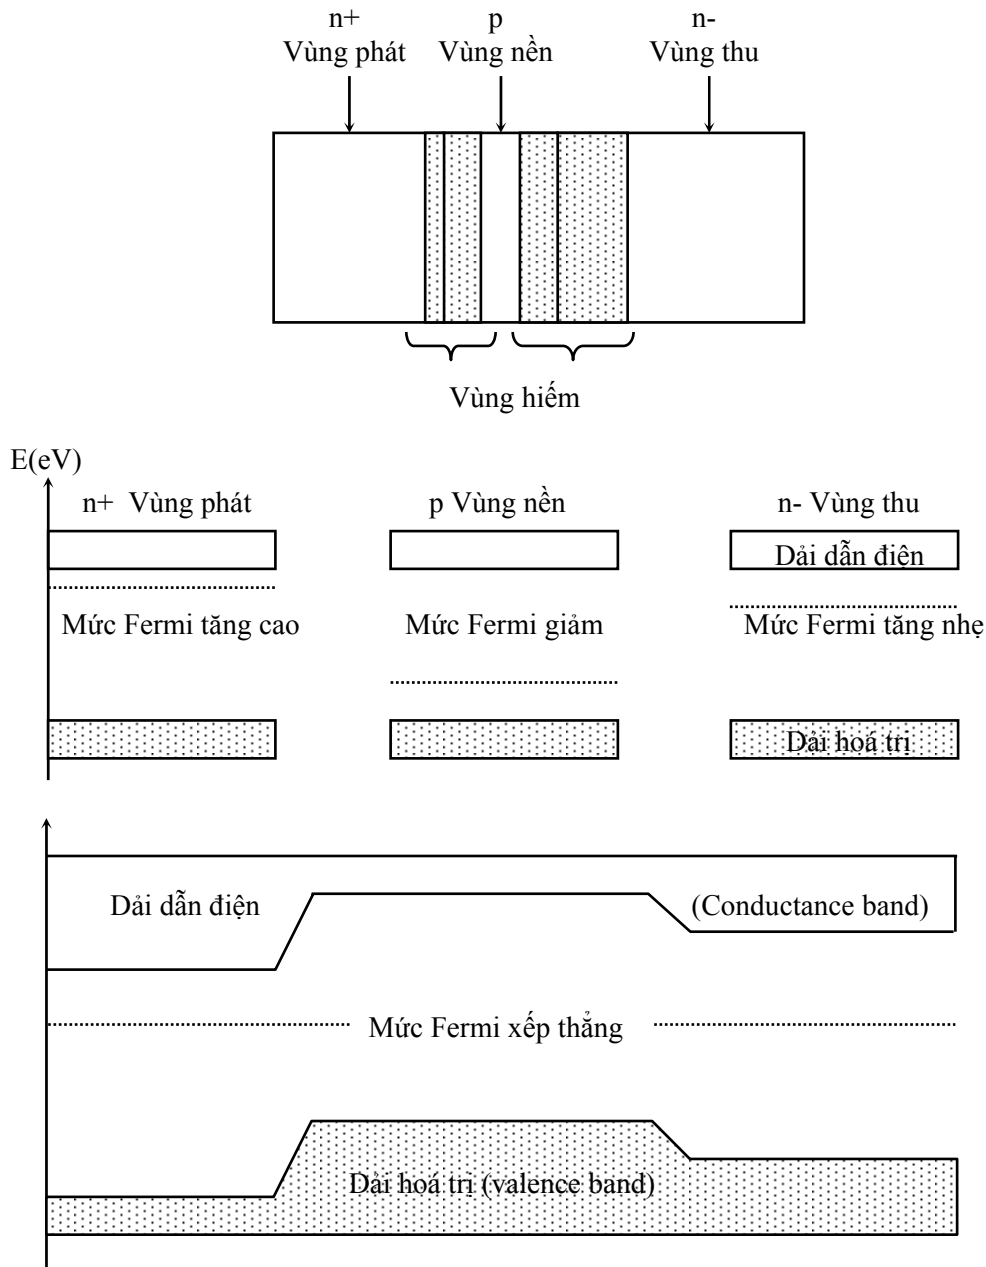 n+
Vùng phát
p
Vùng nền
n-
Vùng thu
Vùng hiếm
E(eV)
n+ Vùng phát
p Vùng nền
n- Vùng thu
Dải dẫn điện
Mức Fermi tăng cao
Mức Fermi giảm
Mức Fermi tăng nhẹ
Dải hoá trị
Dải dẫn điện
(Conductance band)
Mức Fermi xếp thẳng
Dải hoá trị (valence band)